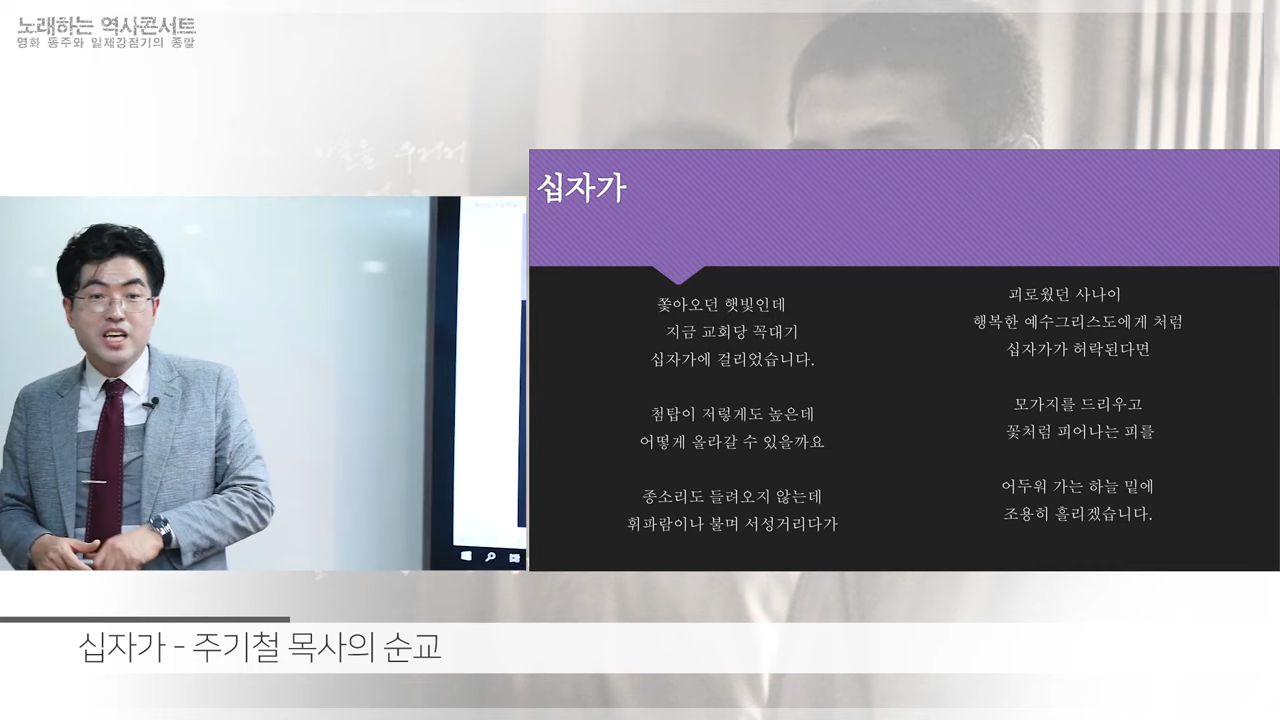 노래하는 역사콘서트
영화 동주와 일제강점기의 종말
십자가
쫓아오던 햇빛인데
지금 교회당 꼭대기
십자가에 걸리었습니다.
첨탑이 저렇게도 높은데
어떻게 올라갈 수 있을까요
종소리도 들려오지 않는데
휘파람이나 불며 서성거리다가
괴로웠던 사나이
행복한 예수그리스도에게 처럼
십자가가 허락된다면
모가지를 드리우고
꽃처럼 피어나는 피를
어두워 가는 하늘 밑에
조용히 흘리겠습니다.
십자가 - 주기철 목사의 순교